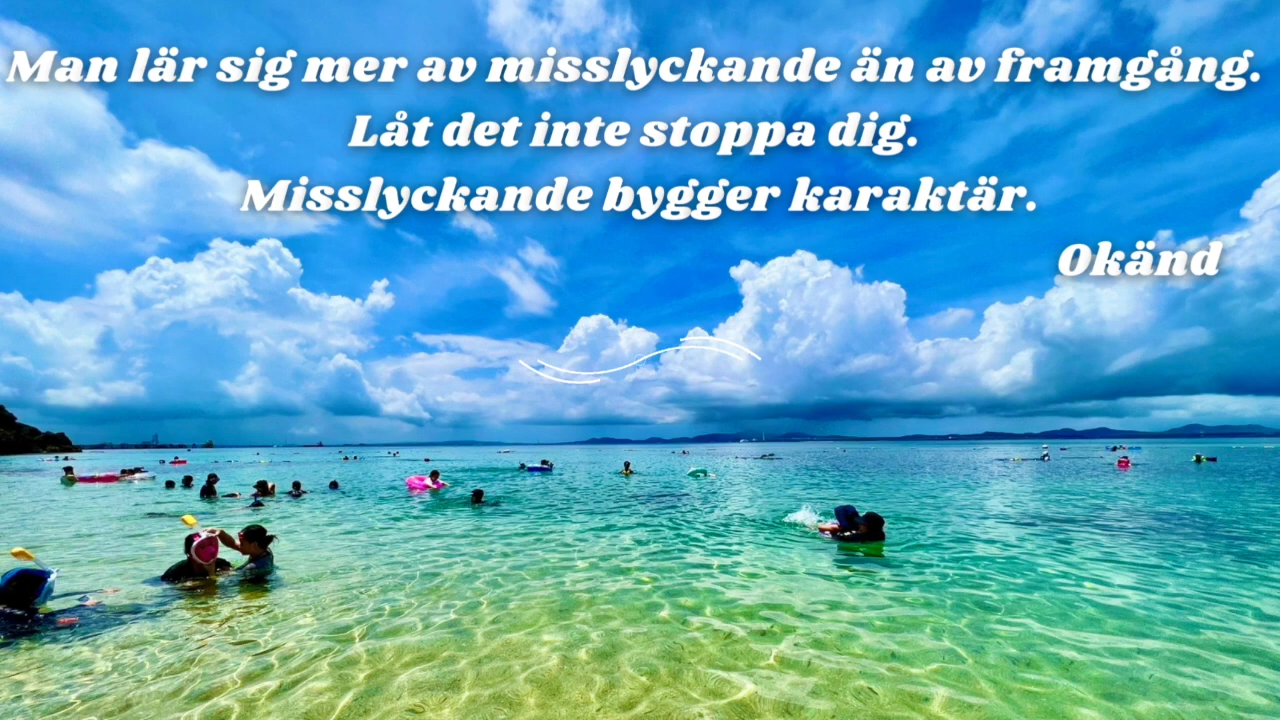 Man lär sig mer av misslyckande än av framgång.
Låt det inte stoppa dig.
Misslyckande bygger karaktär.
Okänd